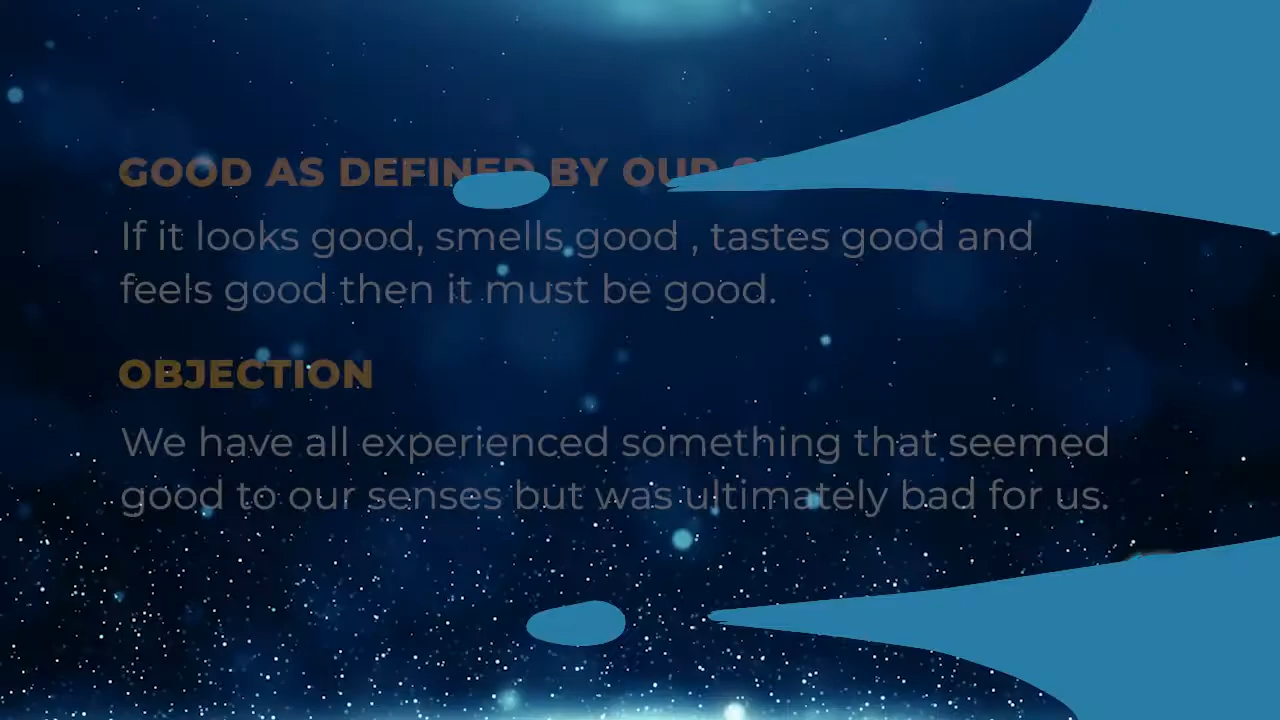 GOOD AS DEFINED BY OUR
If it looks good, smells good , tastes good and
feels good then it must be good.
OBJECTION
We have all experienced something that seemed
good to our senses but was ultimately bad for us.